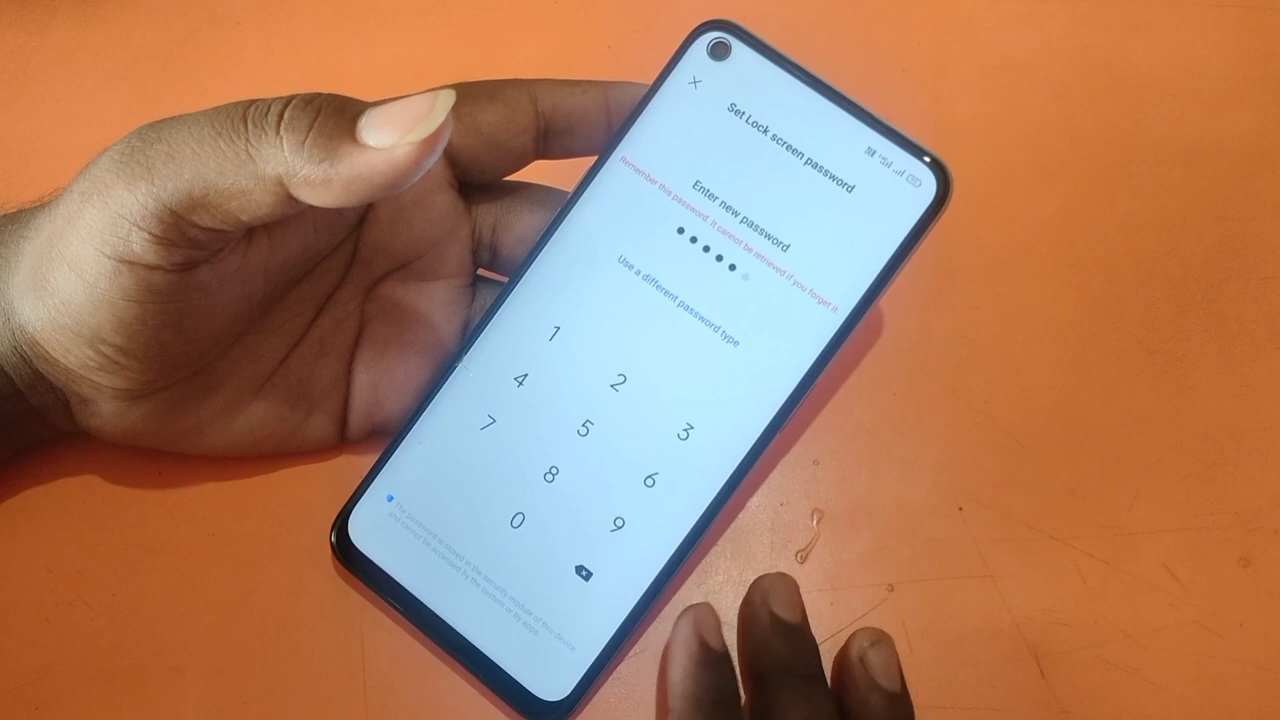 Set Lock screen password
Enter new password
Remember this password. It cannot be retrieved if you forget it.
Use a different password type
1
2
3
4
5
6
7
8
9
0
The password is stored in the security module of this device
and cannot be accessed by the system or by apps.